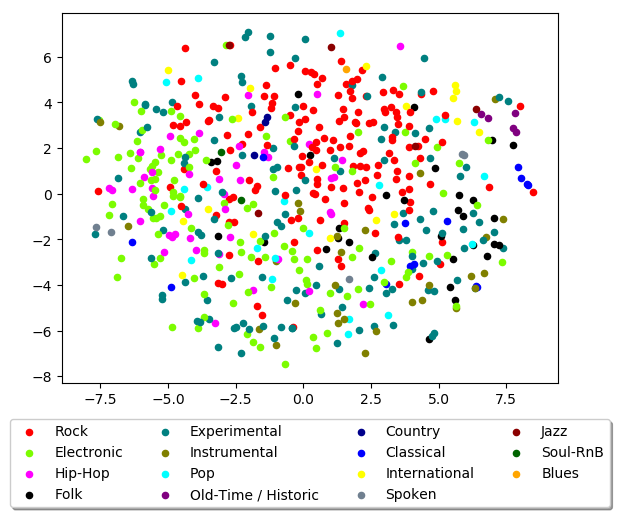 6
4
2
0
−2
−4
−6
−8
−7.5 −5.0 −2.5 0.0 2.5 5.0 7.5
Rock Experimental Country Jazz
Electronic Instrumental Classical Soul-RnB
Hip-Hop Pop International Blues
Folk Old-Time / Historic Spoken